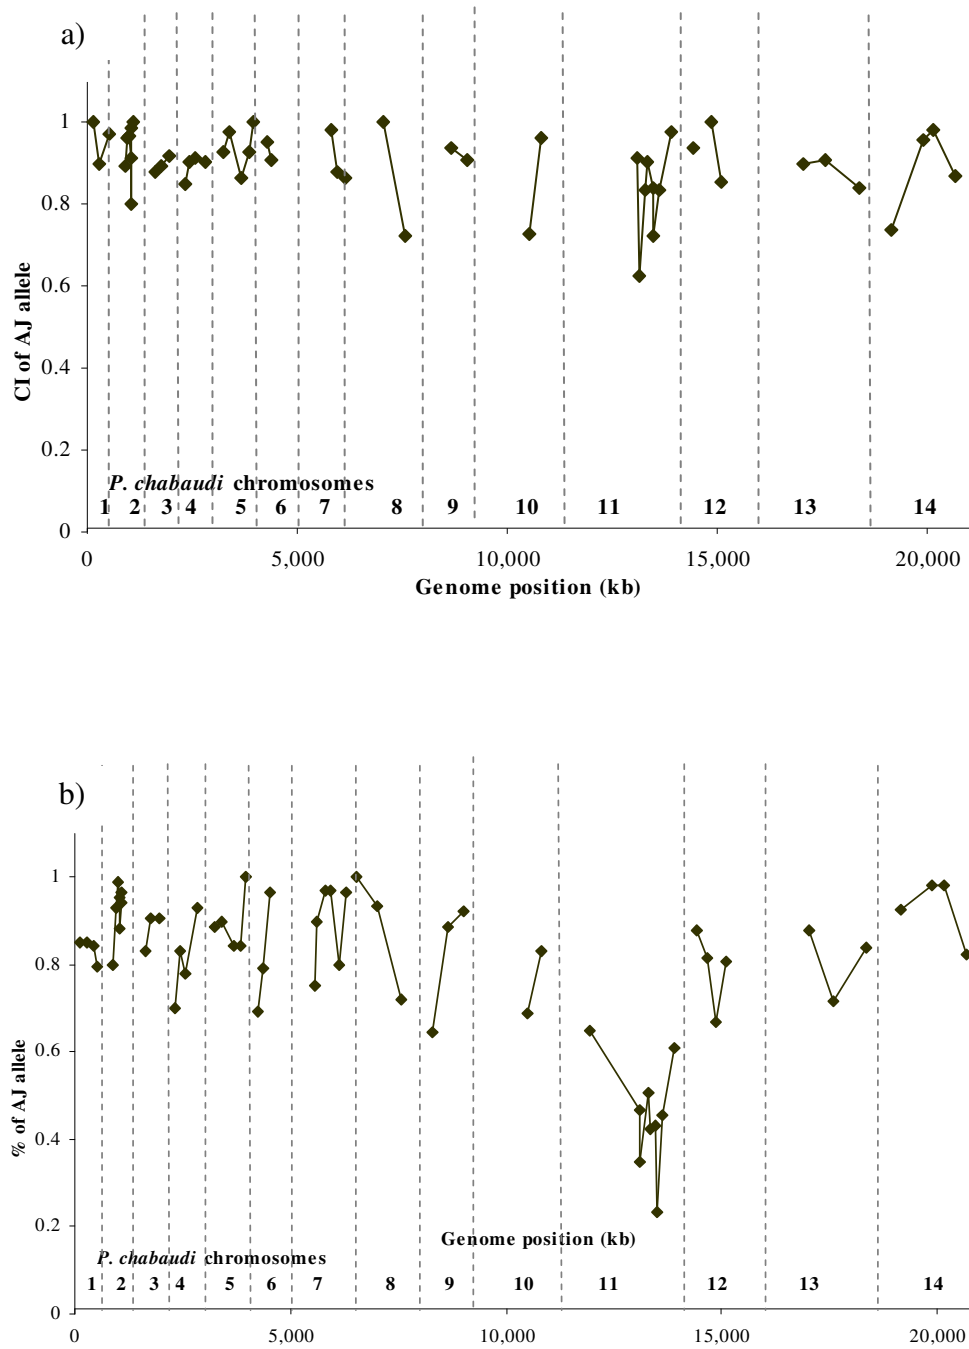 a)
CI of AJ allele
1
0.8
0.6
0.4
0.2
0
P. chabaudi chromosomes
1 2 3 4 5 6 7 8 9 10 11 12 13 14
0 5,000 10,000 15,000 20,000
Genome position (kb)
b)
% of AJ allele
1
0.8
0.6
0.4
0.2
0
Genome position (kb)
P. chabaudi chromosomes
1 2 3 4 5 6 7 8 9 10 11 12 13 14
0 5,000 10,000 15,000 20,000